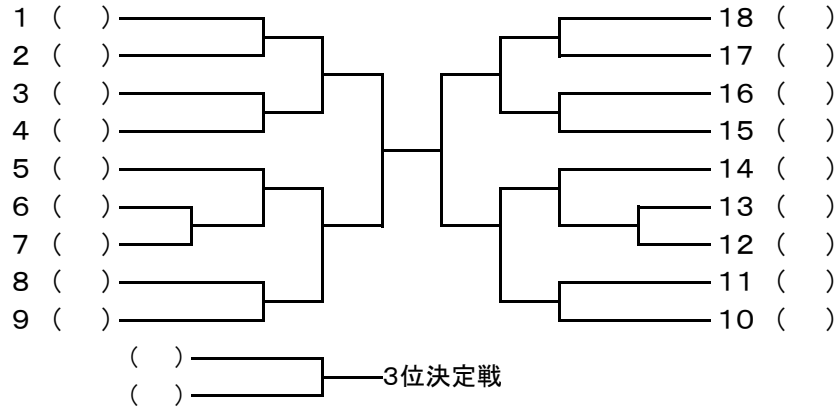 1 (　) 18 (　)
2 (　) 17 (　)
3 (　) 16 (　)
4 (　) 15 (　)
5 (　) 14 (　)
6 (　) 13 (　)
7 (　) 12 (　)
8 (　) 11 (　)
9 (　) 10 (　)
(　)
3位決定戦
(　)